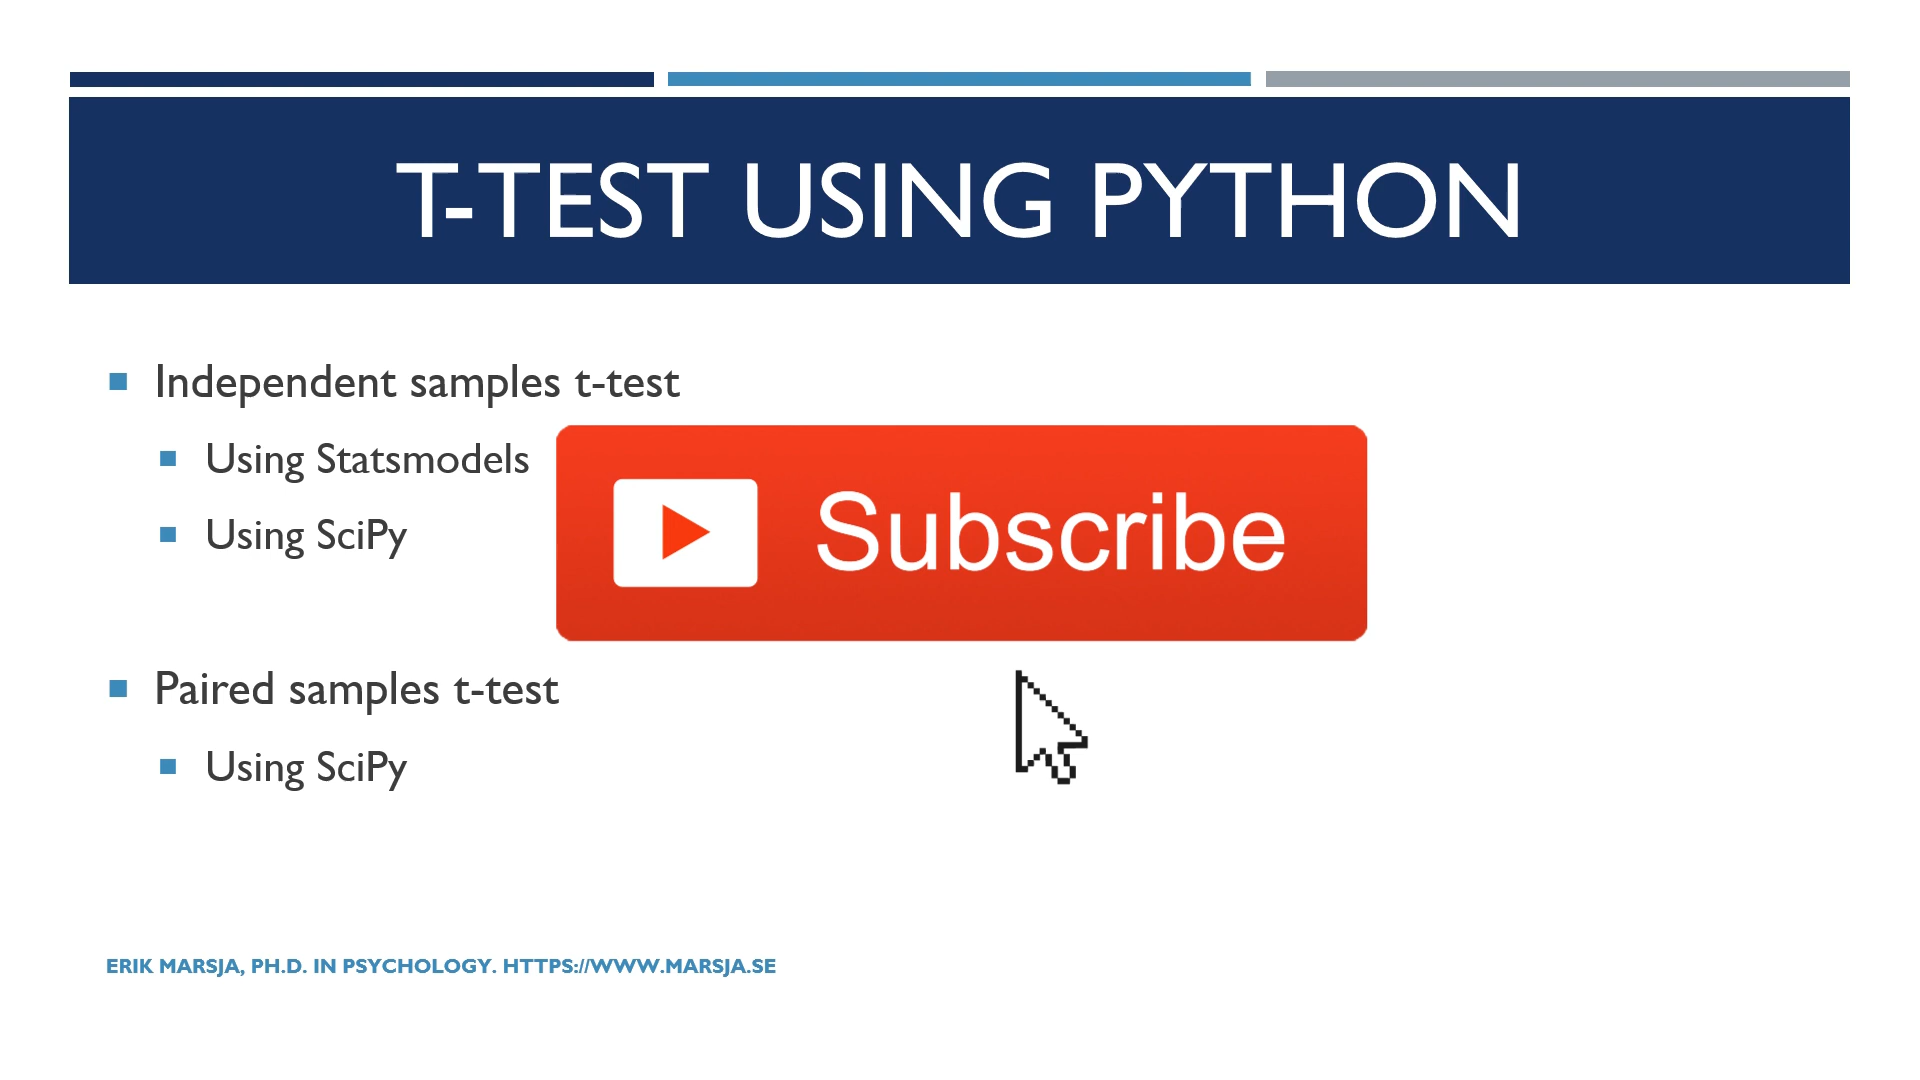 T-TEST USING PYTHON
Independent samples t-test
Using Statsmodels
Using SciPy
Subscribe
Paired samples t-test
Using SciPy
ERIK MARSJA, PH.D. IN PSYCHOLOGY. HTTPS://WWW.MARSJA.SE